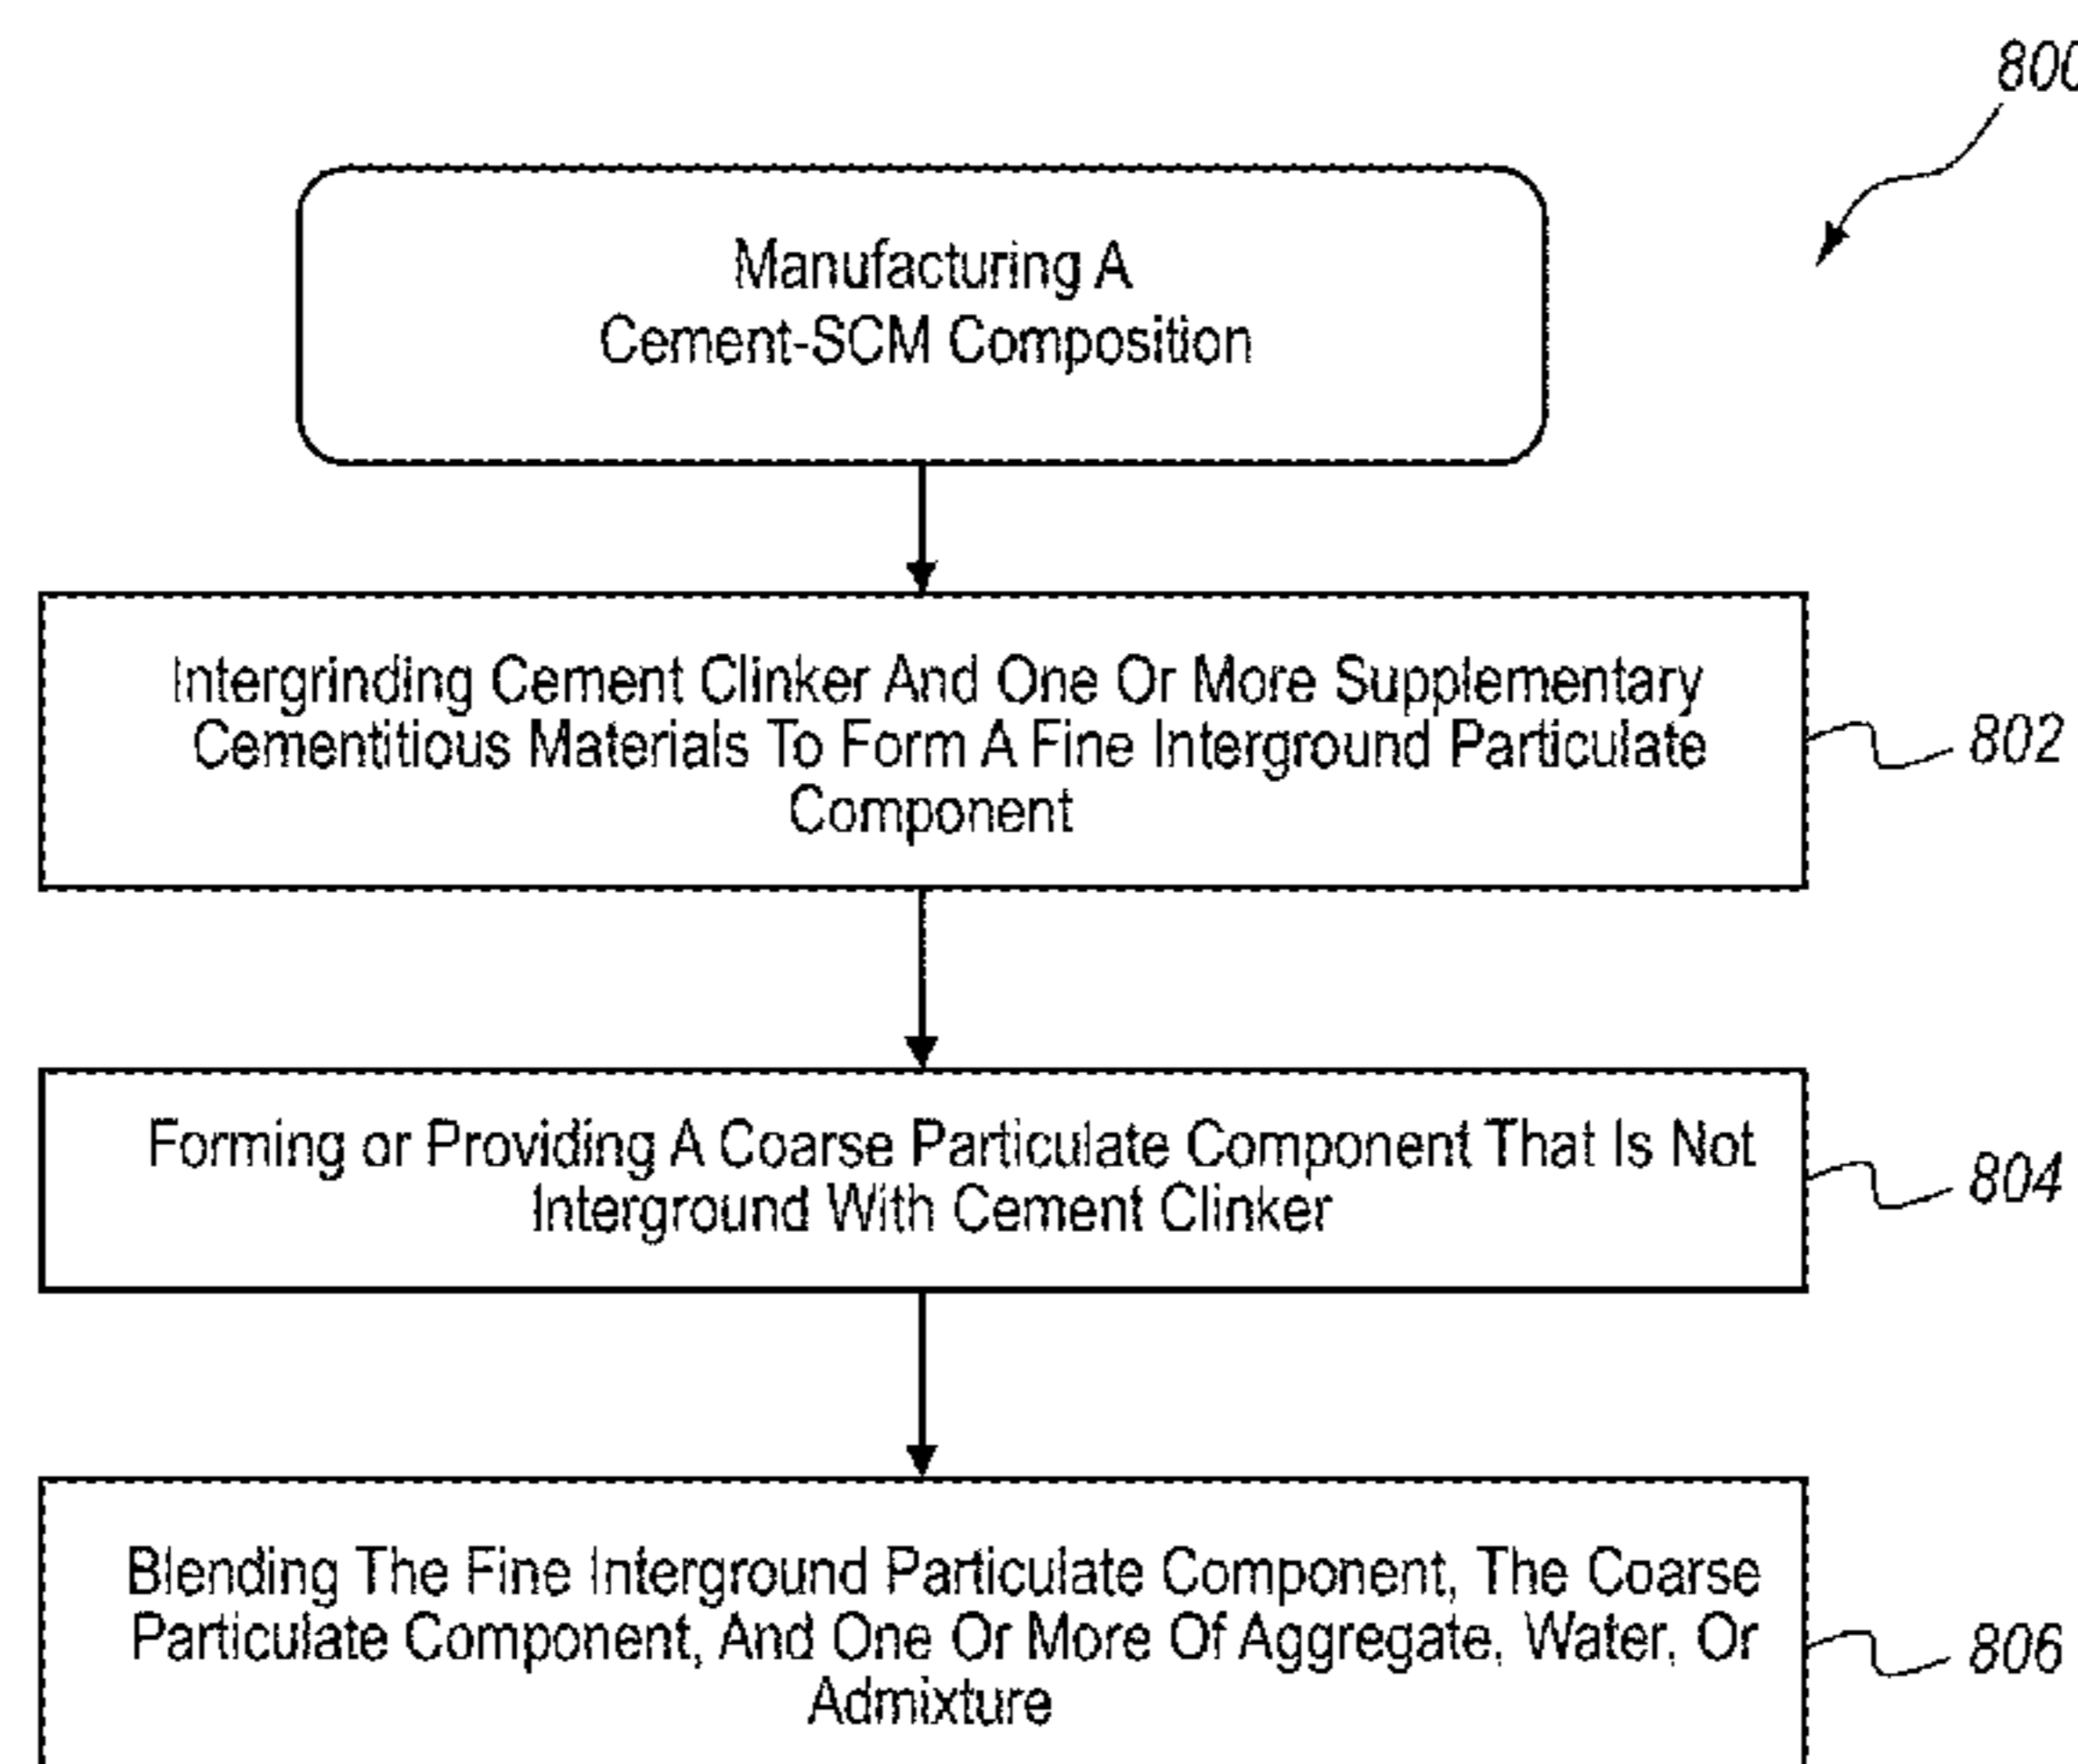 800
Manufacturing A
Cement-SCM Composition
Intergrinding Cement Clinker And One Or More Supplementary
Cementitious Materials To Form A Fine Interground Particulate
Component
802
Forming or Providing A Coarse Particulate Component That Is Not
Interground With Cement Clinker
804
Blending The Fine Interground Particulate Component, The Coarse
Particulate Component, And One Or More Of Aggregate, Water, Or
Admixture
806